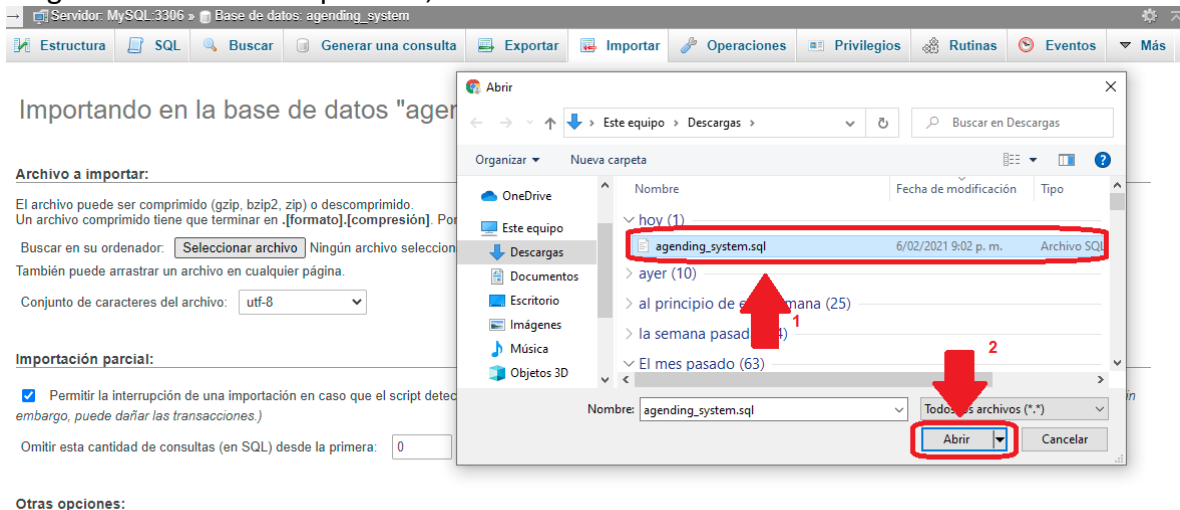 Servidor: MySQL:3306 » Base de datos: agending_system
Estructura SQL Buscar Generar una consulta Exportar Importar Operaciones Privilegios Rutinas Eventos Más
Importando en la base de datos "agen
Archivo a importar:
El archivo puede ser comprimido (gzip, bzip2, zip) o descomprimido.
Un archivo comprimido tiene que terminar en .[formato].[compresión]. Por
Buscar en su ordenador: Seleccionar archivo Ningún archivo seleccion
También puede arrastrar un archivo en cualquier página.
Conjunto de caracteres del archivo: utf-8
Importación parcial:
Permitir la interrupción de una importación en caso que el script detec
embargo, puede dañar las transacciones.)
Omitir esta cantidad de consultas (en SQL) desde la primera: 0
Otras opciones:
Abrir
Este equipo > Descargas >
Buscar en Descargas
Organizar Nueva carpeta
OneDrive
Este equipo
Descargas
Documentos
Escritorio
Imágenes
Música
Objetos 3D
Nombre Fecha de modificación Tipo
hoy (1)
agending_system.sql 6/02/2021 9:02 p. m. Archivo SQL
ayer (10)
al principio de mana (25)
la semana pasad
El mes pasado (63)
1
2
Nombre: agending_system.sql
archivos (*.*)
Abrir Cancelar